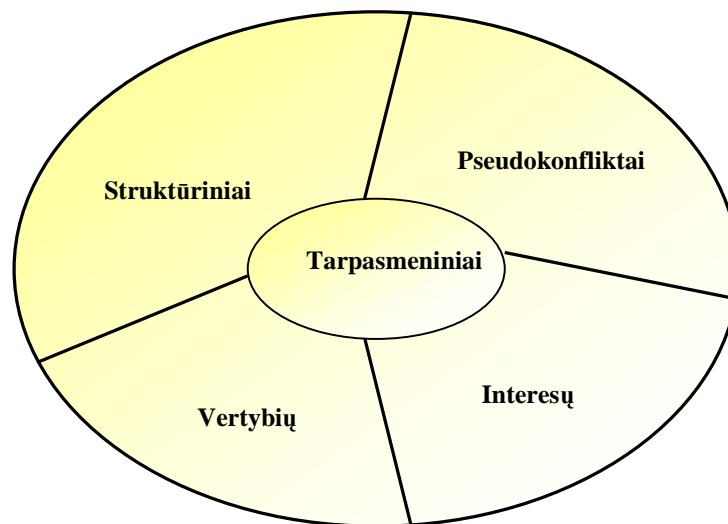 Pseudokonfliktai
Struktūriniai
Tarpasmeniniai
Interesų
Vertybių